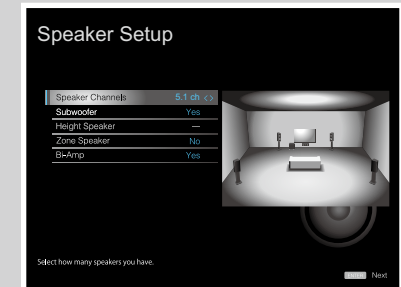 Speaker Setup
Speaker Channels 5.1 ch <>
Subwoofer Yes
Height Speaker —
Zone Speaker No
Bi-Amp Yes
Select how many speakers you have.
ENTER Next